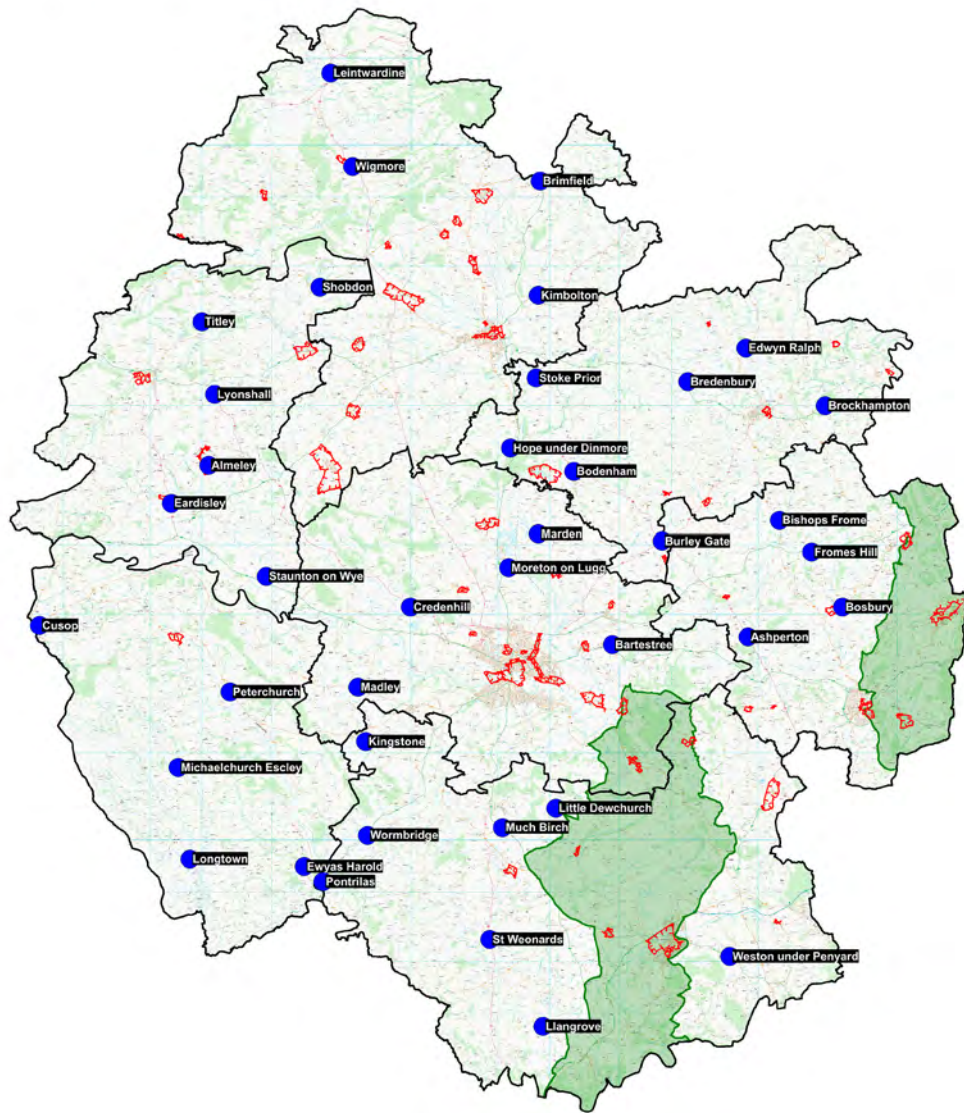 Leintwardine
Wigmore
Brimfield
Shobdon
Kimbolton
Titley
Edwyn Ralph
Stoke Prior
Bredenbury
Lyonshall
Brockhampton
Hope under Dinmore
Almeley
Bodenham
Eardisley
Bishops Frome
Marden
Burley Gate
Fromes Hill
Moreton on Lugg
Staunton on Wye
Credenhill
Bosbury
Cusop
Ashperton
Bartestree
Madley
Peterchurch
Kingstone
Michaelchurch Escley
Little Dewchurch
Much Birch
Wormbridge
Longtown
Ewyas Harold
Pontrilas
St Weonards
Weston under Penyard
Llangrove